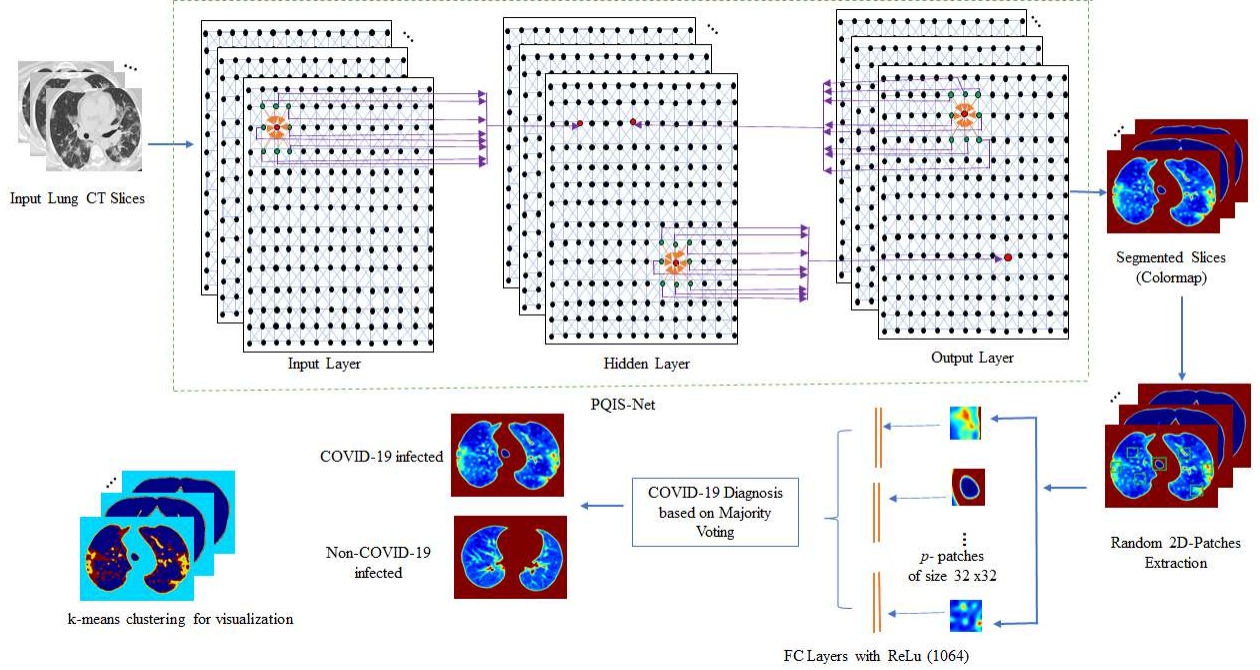 Input Lung CT Slices
Input Layer
Hidden Layer
Output Layer
Segmented Slices
(Colormap)
PQIS-Net
COVID-19 infected
Non-COVID-19
infected
COVID-19 Diagnosis
based on Majority
Voting
p- patches
of size 32 x32
Random 2D-Patches
Extraction
k-means clustering for visualization
FC Layers with ReLu (1064)